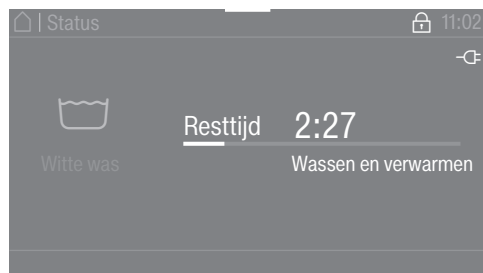 | Status 11:02
Resttijd 2:27
Witte was Wassen en verwarmen